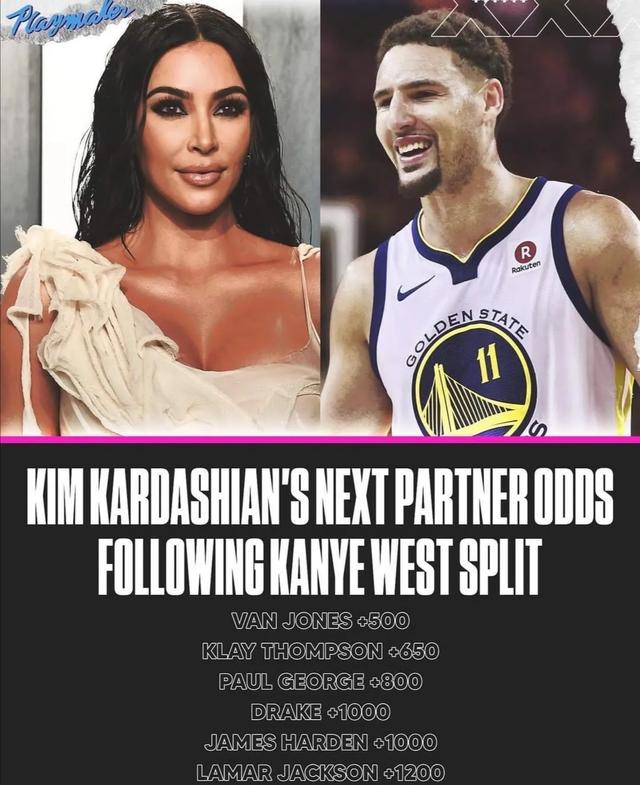 Playmaker
R
Rakuten
GOLDEN STATE
11
S
KIM KARDASHIAN'S NEXT PARTNER ODDS
FOLLOWING KANYE WEST SPLIT
VAN JONES +500
KLAY THOMPSON +650
PAUL GEORGE +800
DRAKE +1000
JAMES HARDEN +1000
LAMAR JACKSON +1200